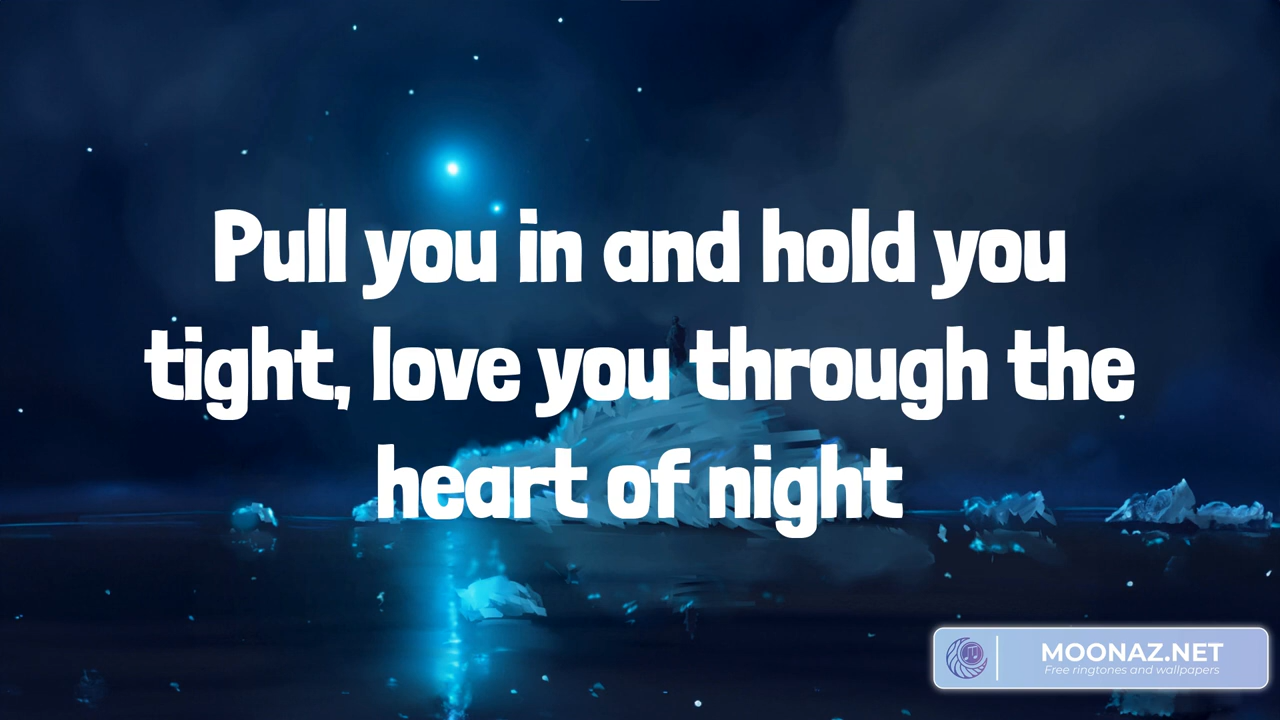 Pull you in and hold you
tight, love you through the
heart of night
MOONAZ.NET
Free ringtones and wallpapers